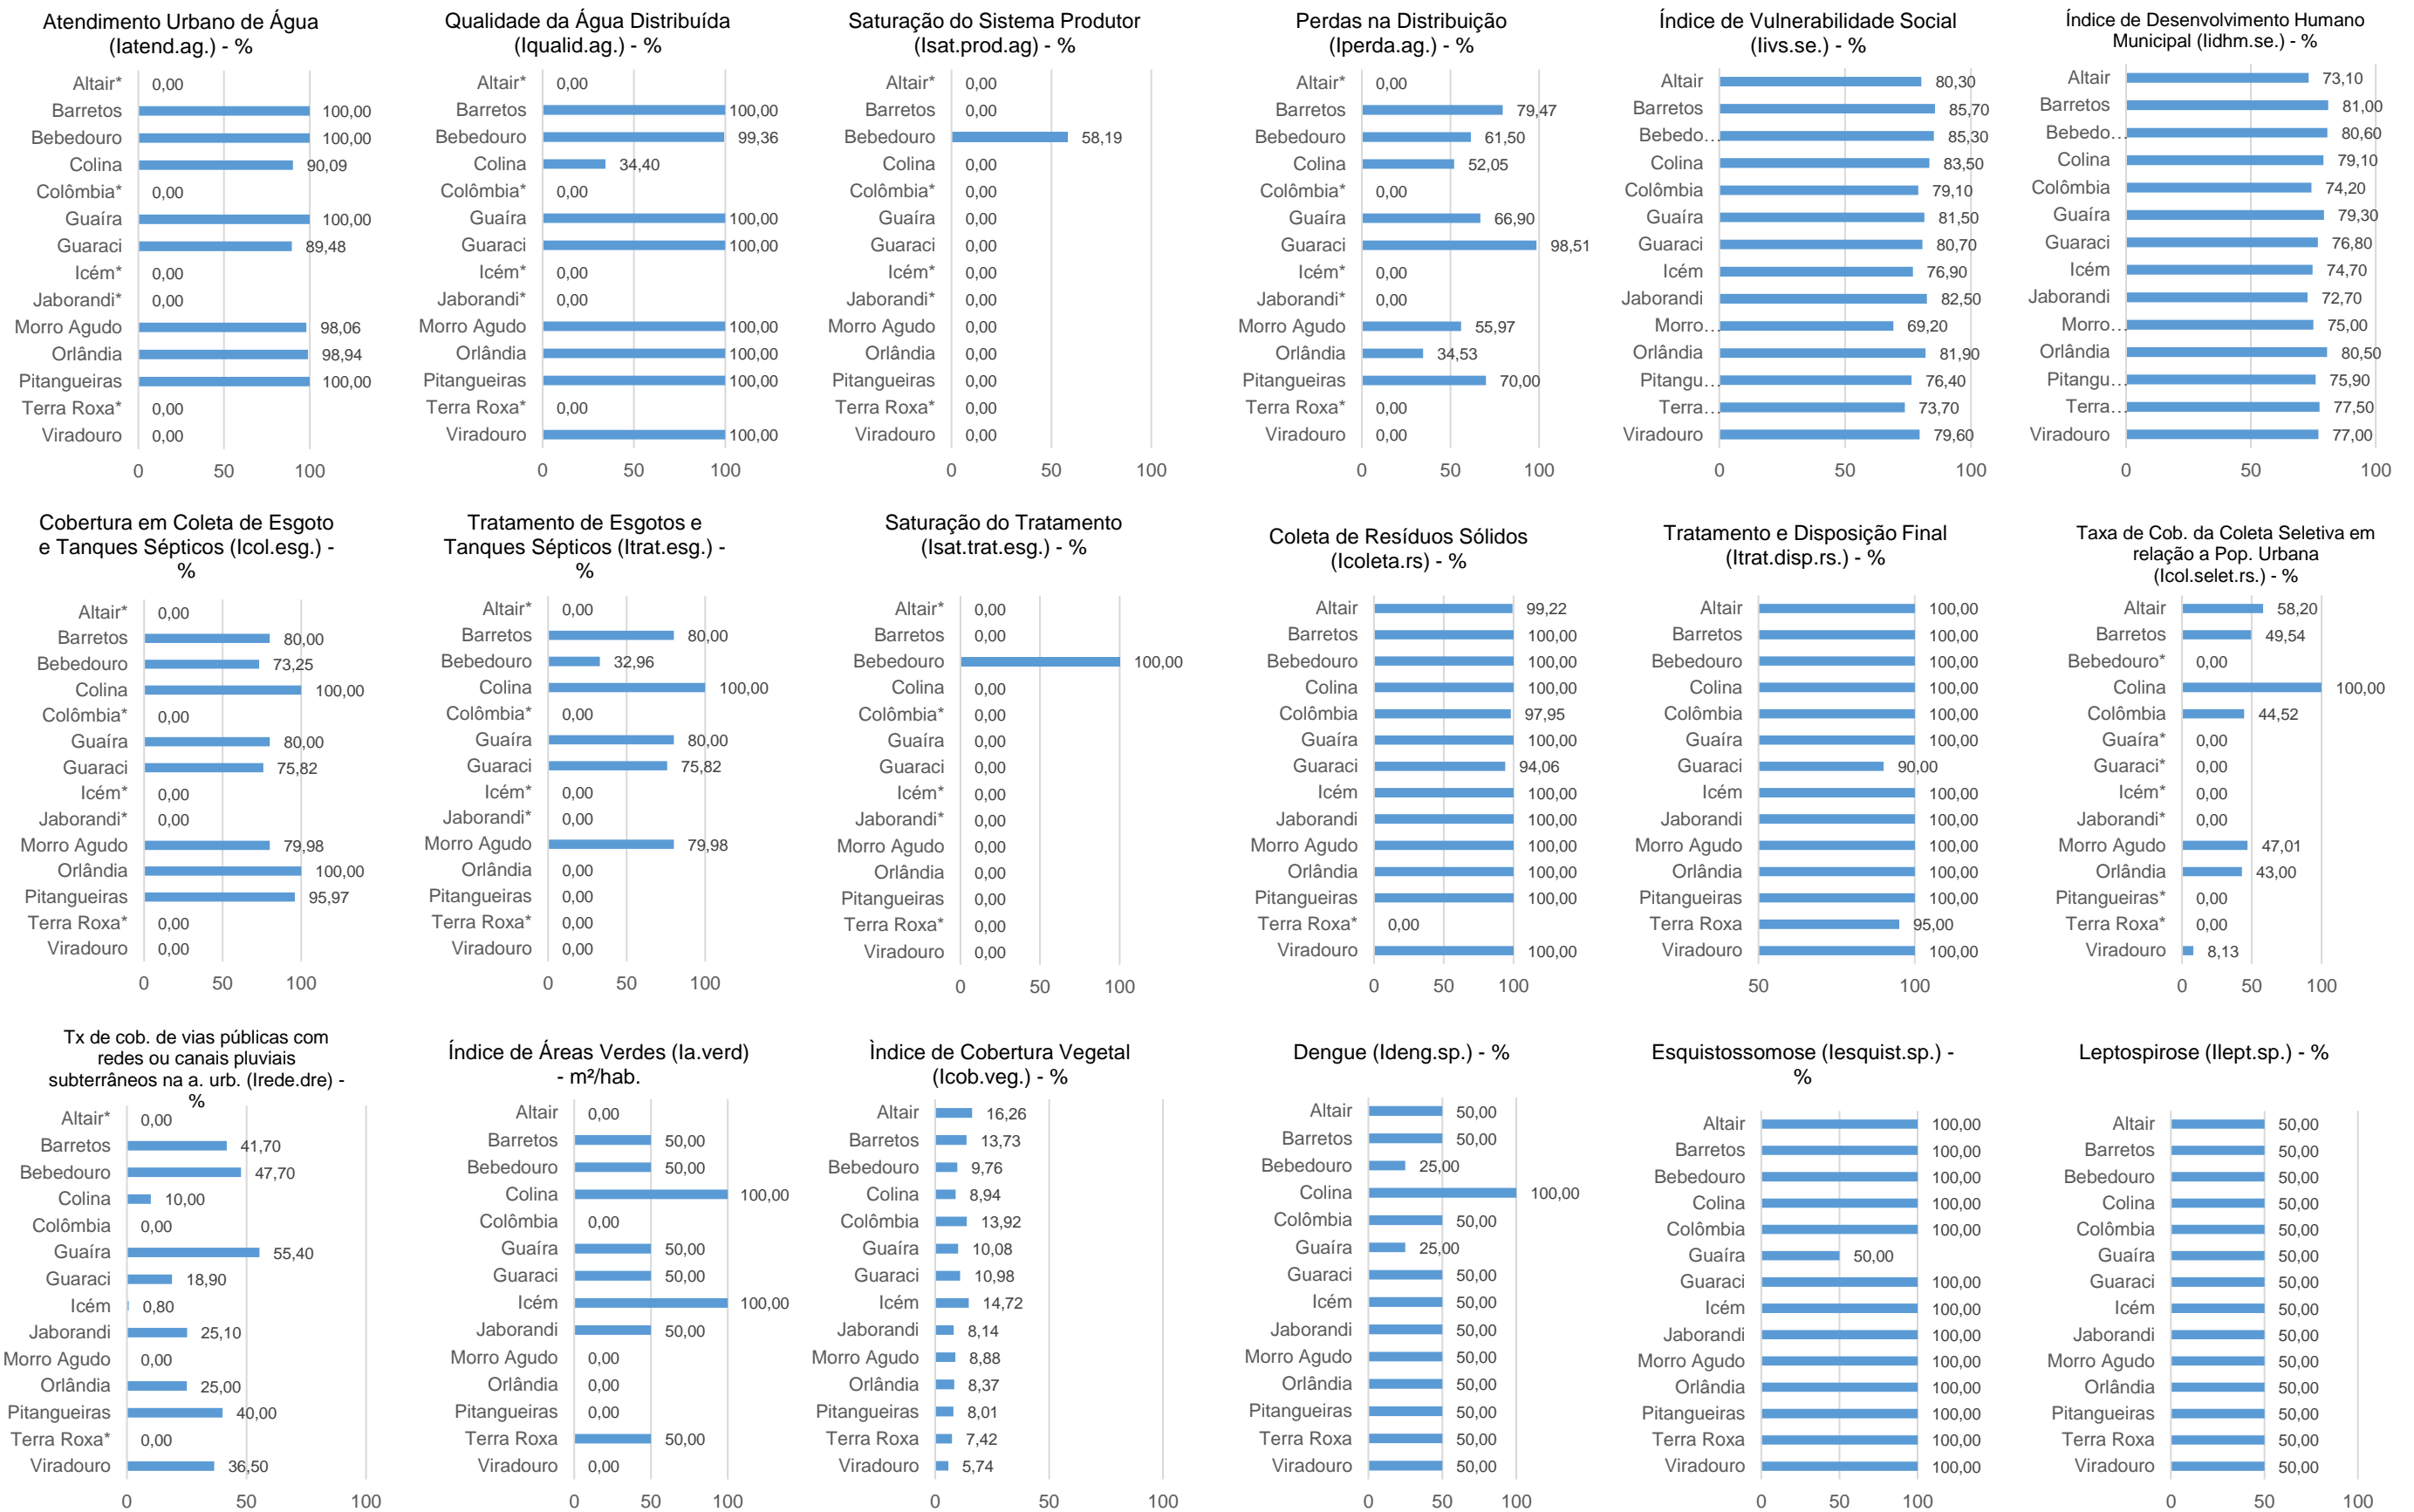 Atendimento Urbano de Água
(Iatend.ag.) - %
Altair* 0,00
Barretos 100,00
Bebedouro 100,00
Colina 90,09
Colômbia* 0,00
Guaíra 100,00
Guaraci 89,48
Icém* 0,00
Jaborandi* 0,00
Morro Agudo 98,06
Orlândia 98,94
Pitangueiras 100,00
Terra Roxa* 0,00
Viradouro 0,00
0 50 100
Qualidade da Água Distribuída
(Iqualid.ag.) - %
Altair* 0,00
Barretos 100,00
Bebedouro 99,36
Colina 34,40
Colômbia* 0,00
Guaíra 100,00
Guaraci 100,00
Icém* 0,00
Jaborandi* 0,00
Morro Agudo 100,00
Orlândia 100,00
Pitangueiras 100,00
Terra Roxa* 0,00
Viradouro 100,00
0 50 100
Saturação do Sistema Produtor
(Isat.prod.ag) - %
Altair* 0,00
Barretos 0,00
Bebedouro 58,19
Colina 0,00
Colômbia* 0,00
Guaíra 0,00
Guaraci 0,00
Icém* 0,00
Jaborandi* 0,00
Morro Agudo 0,00
Orlândia 0,00
Pitangueiras 0,00
Terra Roxa* 0,00
Viradouro 0,00
0 50 100
Perdas na Distribuição
(Iperda.ag.) - %
Altair* 0,00
Barretos 79,47
Bebedouro 61,50
Colina 52,05
Colômbia* 0,00
Guaíra 66,90
Guaraci 98,51
Icém* 0,00
Jaborandi* 0,00
Morro Agudo 55,97
Orlândia 34,53
Pitangueiras 70,00
Terra Roxa* 0,00
Viradouro 0,00
0 50 100
Índice de Vulnerabilidade Social
(Iivs.se.) - %
Altair 80,30
Barretos 85,70
Bebedo… 85,30
Colina 83,50
Colômbia 79,10
Guaíra 81,50
Guaraci 80,70
Icém 76,90
Jaborandi 82,50
Morro… 69,20
Orlândia 81,90
Pitangu… 76,40
Terra… 73,70
Viradouro 79,60
0 50 100
Índice de Desenvolvimento Humano
Municipal (Iidhm.se.) - %
Altair 73,10
Barretos 81,00
Bebedo… 80,60
Colina 79,10
Colômbia 74,20
Guaíra 79,30
Guaraci 76,80
Icém 74,70
Jaborandi 72,70
Morro… 75,00
Orlândia 80,50
Pitangu… 75,90
Terra… 77,50
Viradouro 77,00
0 50 100
Cobertura em Coleta de Esgoto
e Tanques Sépticos (Icol.esg.) -
%
Altair* 0,00
Barretos 80,00
Bebedouro 73,25
Colina 100,00
Colômbia* 0,00
Guaíra 80,00
Guaraci 75,82
Icém* 0,00
Jaborandi* 0,00
Morro Agudo 79,98
Orlândia 100,00
Pitangueiras 95,97
Terra Roxa* 0,00
Viradouro 0,00
0 50 100
Tratamento de Esgotos e
Tanques Sépticos (Itrat.esg.) -
%
Altair* 0,00
Barretos 80,00
Bebedouro 32,96
Colina 100,00
Colômbia* 0,00
Guaíra 80,00
Guaraci 75,82
Icém* 0,00
Jaborandi* 0,00
Morro Agudo 79,98
Orlândia 0,00
Pitangueiras 0,00
Terra Roxa* 0,00
Viradouro 0,00
0 50 100
Saturação do Tratamento
(Isat.trat.esg.) - %
Altair* 0,00
Barretos 0,00
Bebedouro 100,00
Colina 0,00
Colômbia* 0,00
Guaíra 0,00
Guaraci 0,00
Icém* 0,00
Jaborandi* 0,00
Morro Agudo 0,00
Orlândia 0,00
Pitangueiras 0,00
Terra Roxa* 0,00
Viradouro 0,00
0 50 100
Coleta de Resíduos Sólidos
(Icoleta.rs) - %
Altair 99,22
Barretos 100,00
Bebedouro 100,00
Colina 100,00
Colômbia 97,95
Guaíra 100,00
Guaraci 94,06
Icém 100,00
Jaborandi 100,00
Morro Agudo 100,00
Orlândia 100,00
Pitangueiras 100,00
Terra Roxa* 0,00
Viradouro 100,00
0 50 100
Tratamento e Disposição Final
(Itrat.disp.rs.) - %
Altair 100,00
Barretos 100,00
Bebedouro 100,00
Colina 100,00
Colômbia 100,00
Guaíra 100,00
Guaraci 90,00
Icém 100,00
Jaborandi 100,00
Morro Agudo 100,00
Orlândia 100,00
Pitangueiras 100,00
Terra Roxa 95,00
Viradouro 100,00
50 100
Taxa de Cob. da Coleta Seletiva em
relação a Pop. Urbana
(Icol.selet.rs.) - %
Altair 58,20
Barretos 49,54
Bebedouro* 0,00
Colina 100,00
Colômbia 44,52
Guaíra* 0,00
Guaraci* 0,00
Icém* 0,00
Jaborandi* 0,00
Morro Agudo 47,01
Orlândia 43,00
Pitangueiras* 0,00
Terra Roxa* 0,00
Viradouro 8,13
0 50 100
Tx de cob. de vias públicas com
redes ou canais pluviais
subterrâneos na a. urb. (Irede.dre) -
%
Altair* 0,00
Barretos 41,70
Bebedouro 47,70
Colina 10,00
Colômbia 0,00
Guaíra 55,40
Guaraci 18,90
Icém 0,80
Jaborandi 25,10
Morro Agudo 0,00
Orlândia 25,00
Pitangueiras 40,00
Terra Roxa* 0,00
Viradouro 36,50
0 50 100
Índice de Áreas Verdes (Ia.verd)
- m²/hab.
Altair 0,00
Barretos 50,00
Bebedouro 50,00
Colina 100,00
Colômbia 0,00
Guaíra 50,00
Guaraci 50,00
Icém 100,00
Jaborandi 50,00
Morro Agudo 0,00
Orlândia 0,00
Pitangueiras 0,00
Terra Roxa 50,00
Viradouro 0,00
0 50 100
Ìndice de Cobertura Vegetal
(Icob.veg.) - %
Altair 16,26
Barretos 13,73
Bebedouro 9,76
Colina 8,94
Colômbia 13,92
Guaíra 10,08
Guaraci 10,98
Icém 14,72
Jaborandi 8,14
Morro Agudo 8,88
Orlândia 8,37
Pitangueiras 8,01
Terra Roxa 7,42
Viradouro 5,74
0 50 100
Dengue (Ideng.sp.) - %
Altair 50,00
Barretos 50,00
Bebedouro 25,00
Colina 100,00
Colômbia 50,00
Guaíra 25,00
Guaraci 50,00
Icém 50,00
Jaborandi 50,00
Morro Agudo 50,00
Orlândia 50,00
Pitangueiras 50,00
Terra Roxa 50,00
Viradouro 50,00
0 50 100
Esquistossomose (Iesquist.sp.) -
%
Altair 100,00
Barretos 100,00
Bebedouro 100,00
Colina 100,00
Colômbia 100,00
Guaíra 50,00
Guaraci 100,00
Icém 100,00
Jaborandi 100,00
Morro Agudo 100,00
Orlândia 100,00
Pitangueiras 100,00
Terra Roxa 100,00
Viradouro 100,00
0 50 100
Leptospirose (Ilept.sp.) - %
Altair 50,00
Barretos 50,00
Bebedouro 50,00
Colina 50,00
Colômbia 50,00
Guaíra 50,00
Guaraci 50,00
Icém 50,00
Jaborandi 50,00
Morro Agudo 50,00
Orlândia 50,00
Pitangueiras 50,00
Terra Roxa 50,00
Viradouro 50,00
0 50 100